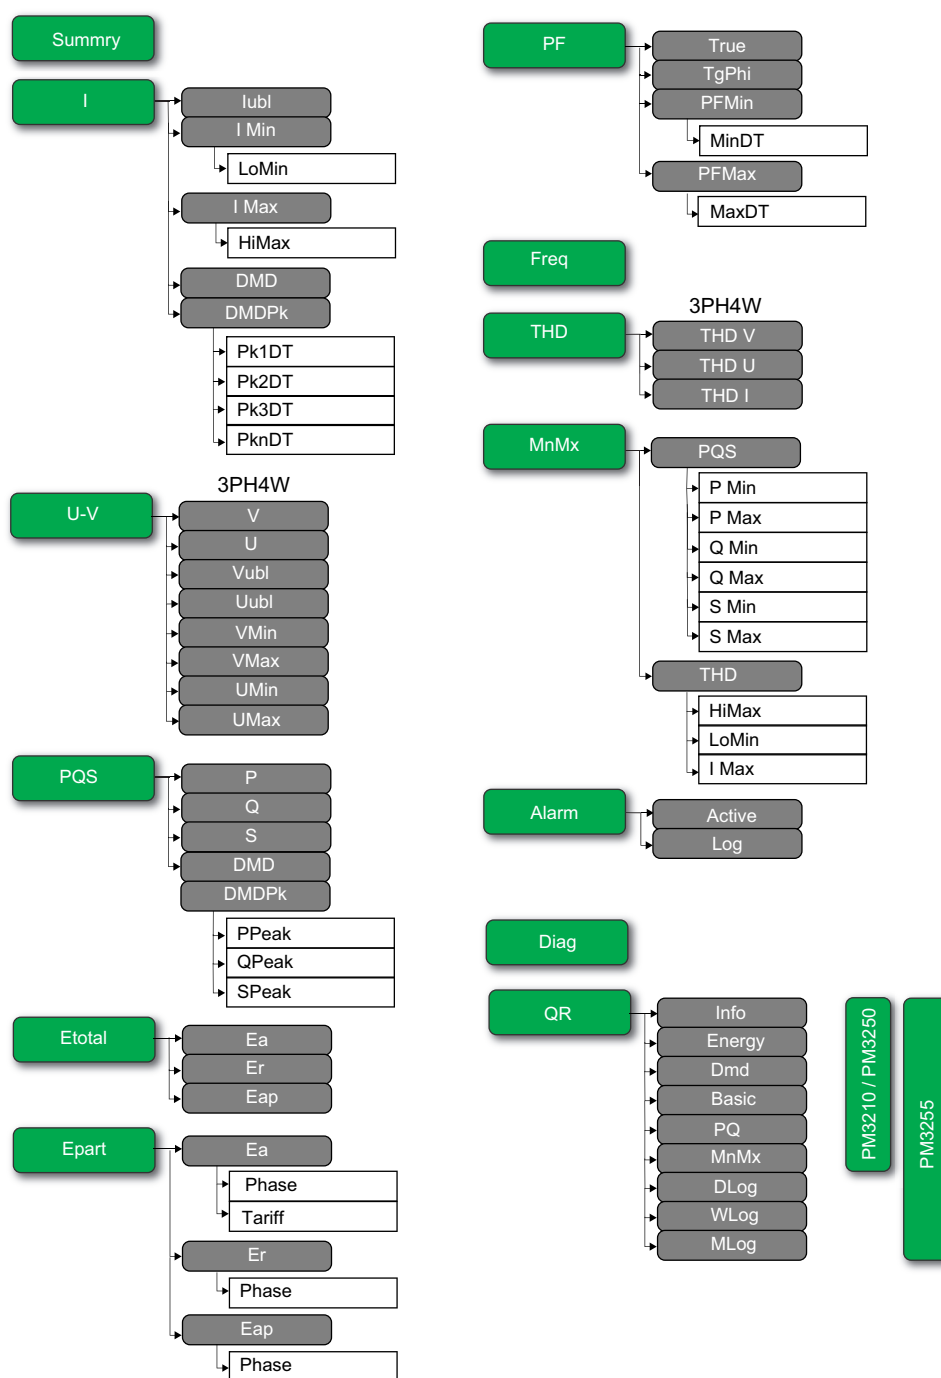 Summry
I
Iubl
I Min
LoMin
I Max
HiMax
DMD
DMDPk
Pk1DT
Pk2DT
Pk3DT
PknDT
3PH4W
U-V
V
U
Vubl
Uubl
VMin
VMax
UMin
UMax
PQS
P
Q
S
DMD
DMDPk
PPeak
QPeak
SPeak
Etotal
Ea
Er
Eap
Epart
Ea
Phase
Tariff
Er
Phase
Eap
Phase
PF
True
TgPhi
PFMin
MinDT
PFMax
MaxDT
Freq
3PH4W
THD
THD V
THD U
THD I
MnMx
PQS
P Min
P Max
Q Min
Q Max
S Min
S Max
THD
HiMax
LoMin
I Max
Alarm
Active
Log
Diag
QR
Info
Energy
Dmd
Basic
PQ
MnMx
DLog
WLog
MLog
PM3210 / PM3250
PM3255